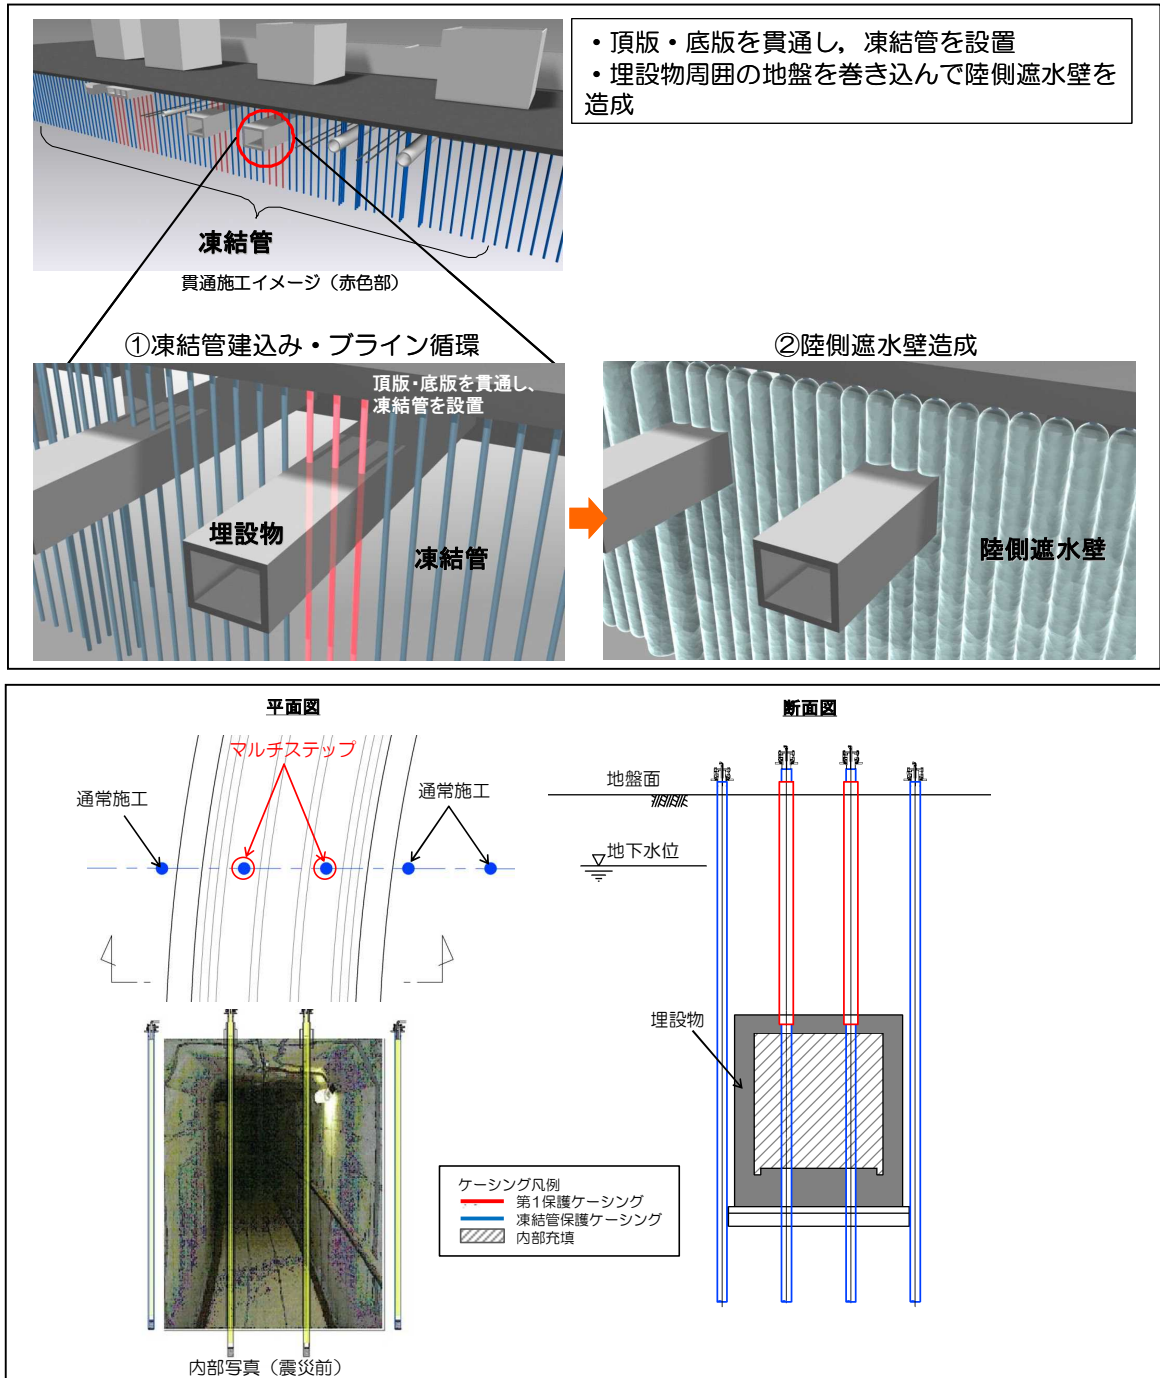 ・頂版・底版を貫通し，凍結管を設置
・埋設物周囲の地盤を巻き込んで陸側遮水壁を
造成
凍結管
貫通施工イメージ（赤色部）
①凍結管建込み・ブライン循環
頂版・底版を貫通し、
凍結管を設置
埋設物
凍結管
②陸側遮水壁造成
陸側遮水壁
平面図
マルチステップ
通常施工
通常施工
内部写真（震災前）
断面図
地盤面
地下水位
埋設物
ケーシング凡例
第1保護ケーシング
凍結管保護ケーシング
内部充填